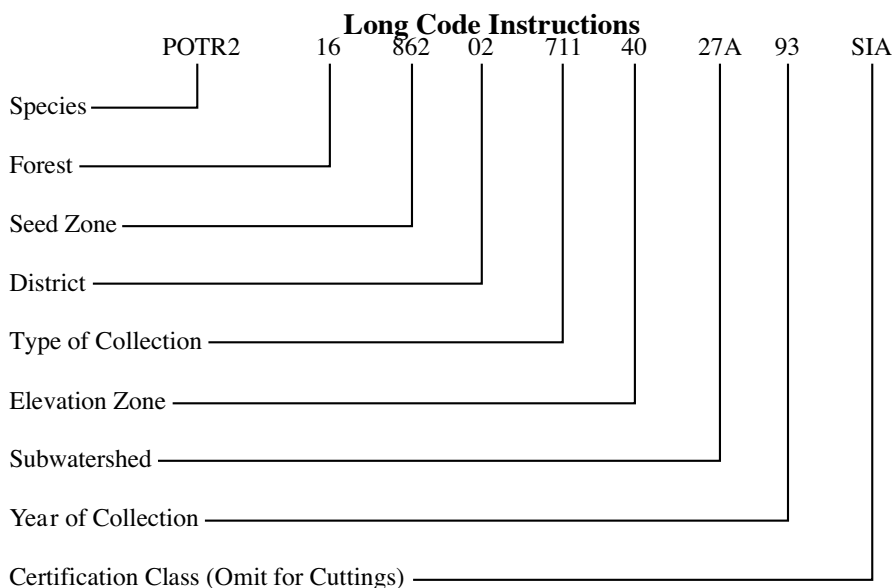 Long Code Instructions
POTR2 16 862 02 711 40 27A 93 SIA
Species
Forest
Seed Zone
District
Type of Collection
Elevation Zone
Subwatershed
Year of Collection
Certification Class (Omit for Cuttings)